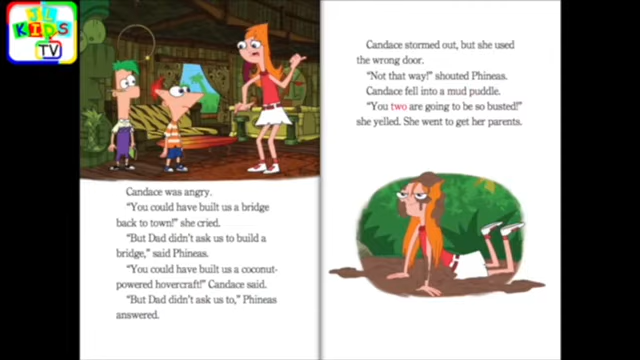 JL
KIDS
TV
Candace was angry.
“You could have built us a bridge
back to town!” she cried.
“But Dad didn’t ask us to build a
bridge,” said Phineas.
“You could have built us a coconut-
powered hovercraft!” Candace said.
“But Dad didn’t ask us to,” Phineas
answered.
Candace stormed out, but she used
the wrong door.
“Not that way!” shouted Phineas.
Candace fell into a mud puddle.
“You two are going to be so busted!”
she yelled. She went to get her parents.